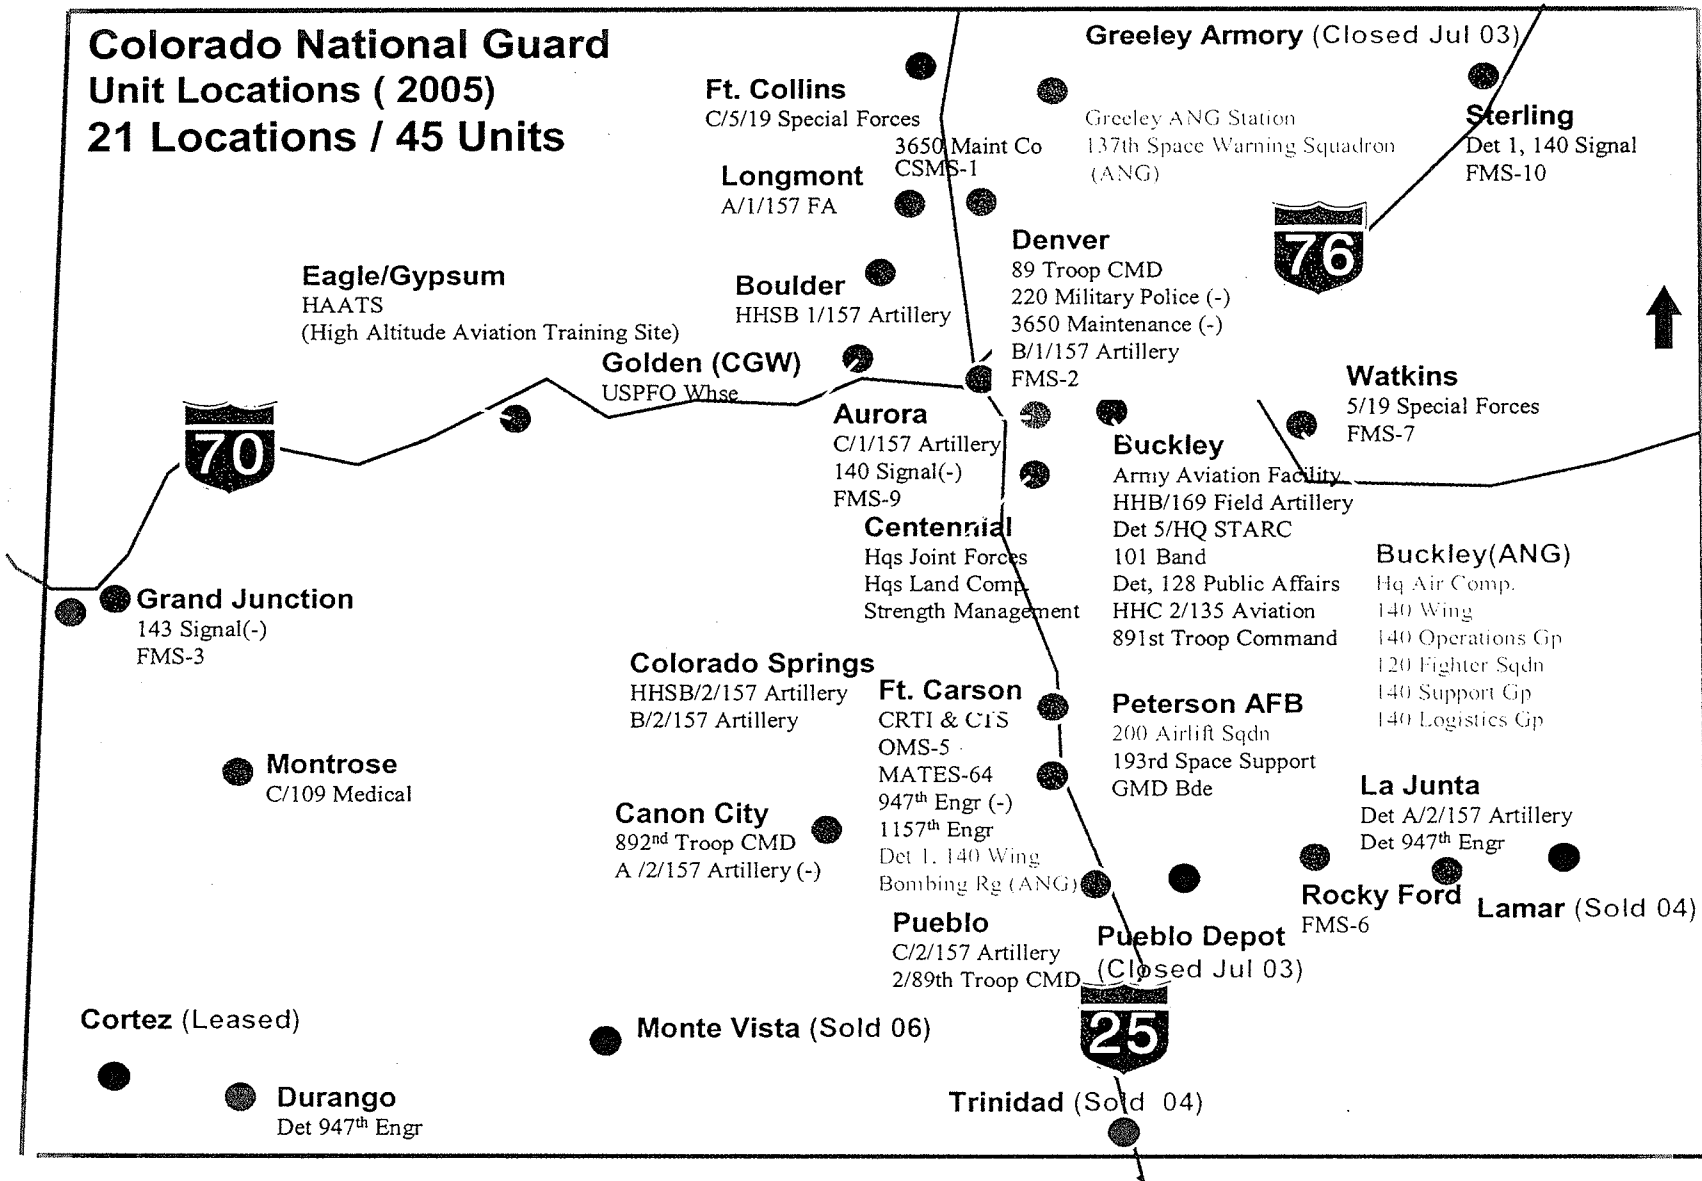 Colorado National Guard
Unit Locations ( 2005)
21 Locations / 45 Units
Ft. Collins
C/5/19 Special Forces
3650 Maint Co
CSMS-1
Greeley Armory (Closed Jul 03)
Greeley ANG Station
137th Space Warning Squadron
(ANG)
Sterling
Det 1, 140 Signal
FMS-10
Longmont
A/1/157 FA
76
Eagle/Gypsum
HAATS
(High Altitude Aviation Training Site)
Boulder
HHSB 1/157 Artillery
Denver
89 Troop CMD
220 Military Police (-)
3650 Maintenance (-)
B/1/157 Artillery
FMS-2
Golden (CGW)
USPFO Whse
Watkins
5/19 Special Forces
FMS-7
70
Aurora
C/1/157 Artillery
140 Signal(-)
FMS-9
Buckley
Army Aviation Facility
HHB/169 Field Artillery
Det 5/HQ STARC
101 Band
Det, 128 Public Affairs
HHC 2/135 Aviation
891st Troop Command
Centennial
Hqs Joint Forces
Hqs Land Comp.
Strength Management
Buckley(ANG)
Hq Air Comp.
140 Wing
140 Operations Gp
120 Fighter Sqdn
140 Support Gp
140 Logistics Gp
Grand Junction
143 Signal(-)
FMS-3
Colorado Springs
HHSB/2/157 Artillery
B/2/157 Artillery
Ft. Carson
CRTI & CTS
OMS-5
MATES-64
947th Engr (-)
1157th Engr
Det 1, 140 Wing
Bombing Rg (ANG)
Peterson AFB
200 Airlift Sqdn
193rd Space Support
GMD Bde
Montrose
C/109 Medical
Canon City
892nd Troop CMD
A /2/157 Artillery (-)
La Junta
Det A/2/157 Artillery
Det 947th Engr
Rocky Ford
FMS-6
Lamar (Sold 04)
Pueblo
C/2/157 Artillery
2/89th Troop CMD
Pueblo Depot
(Closed Jul 03)
25
Cortez (Leased)
Monte Vista (Sold 06)
Durango
Det 947th Engr
Trinidad (Sold 04)